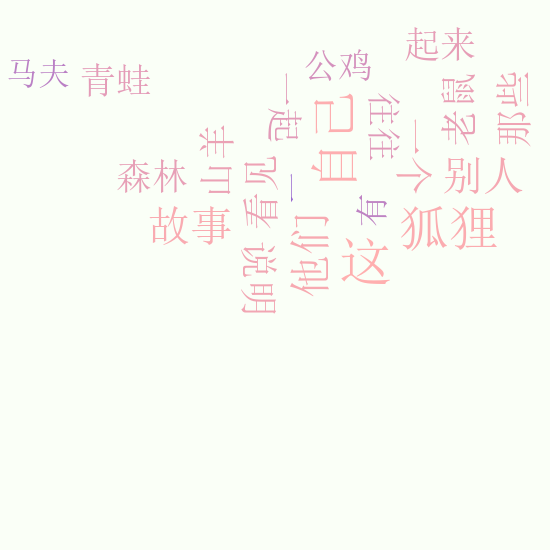 起来
公鸡
马夫
青蛙
一起
往往
老鼠
那些
自己
一个
别人
山羊
森林
看见
一
有
故事
他们
这
狐狸
说